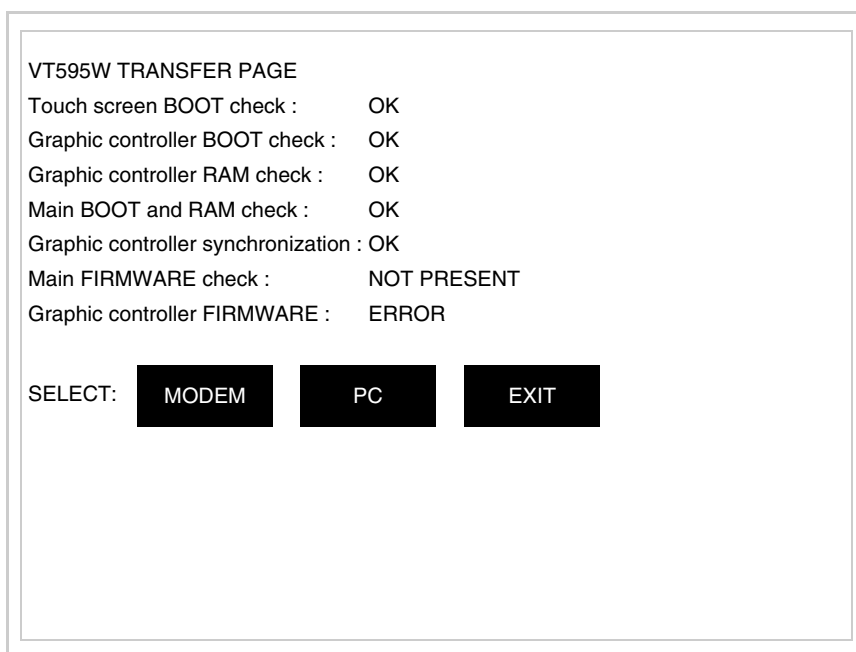 VT595W TRANSFER PAGE
Touch screen BOOT check : OK
Graphic controller BOOT check : OK
Graphic controller RAM check : OK
Main BOOT and RAM check : OK
Graphic controller synchronization : OK
Main FIRMWARE check : NOT PRESENT
Graphic controller FIRMWARE : ERROR
SELECT: MODEM PC EXIT